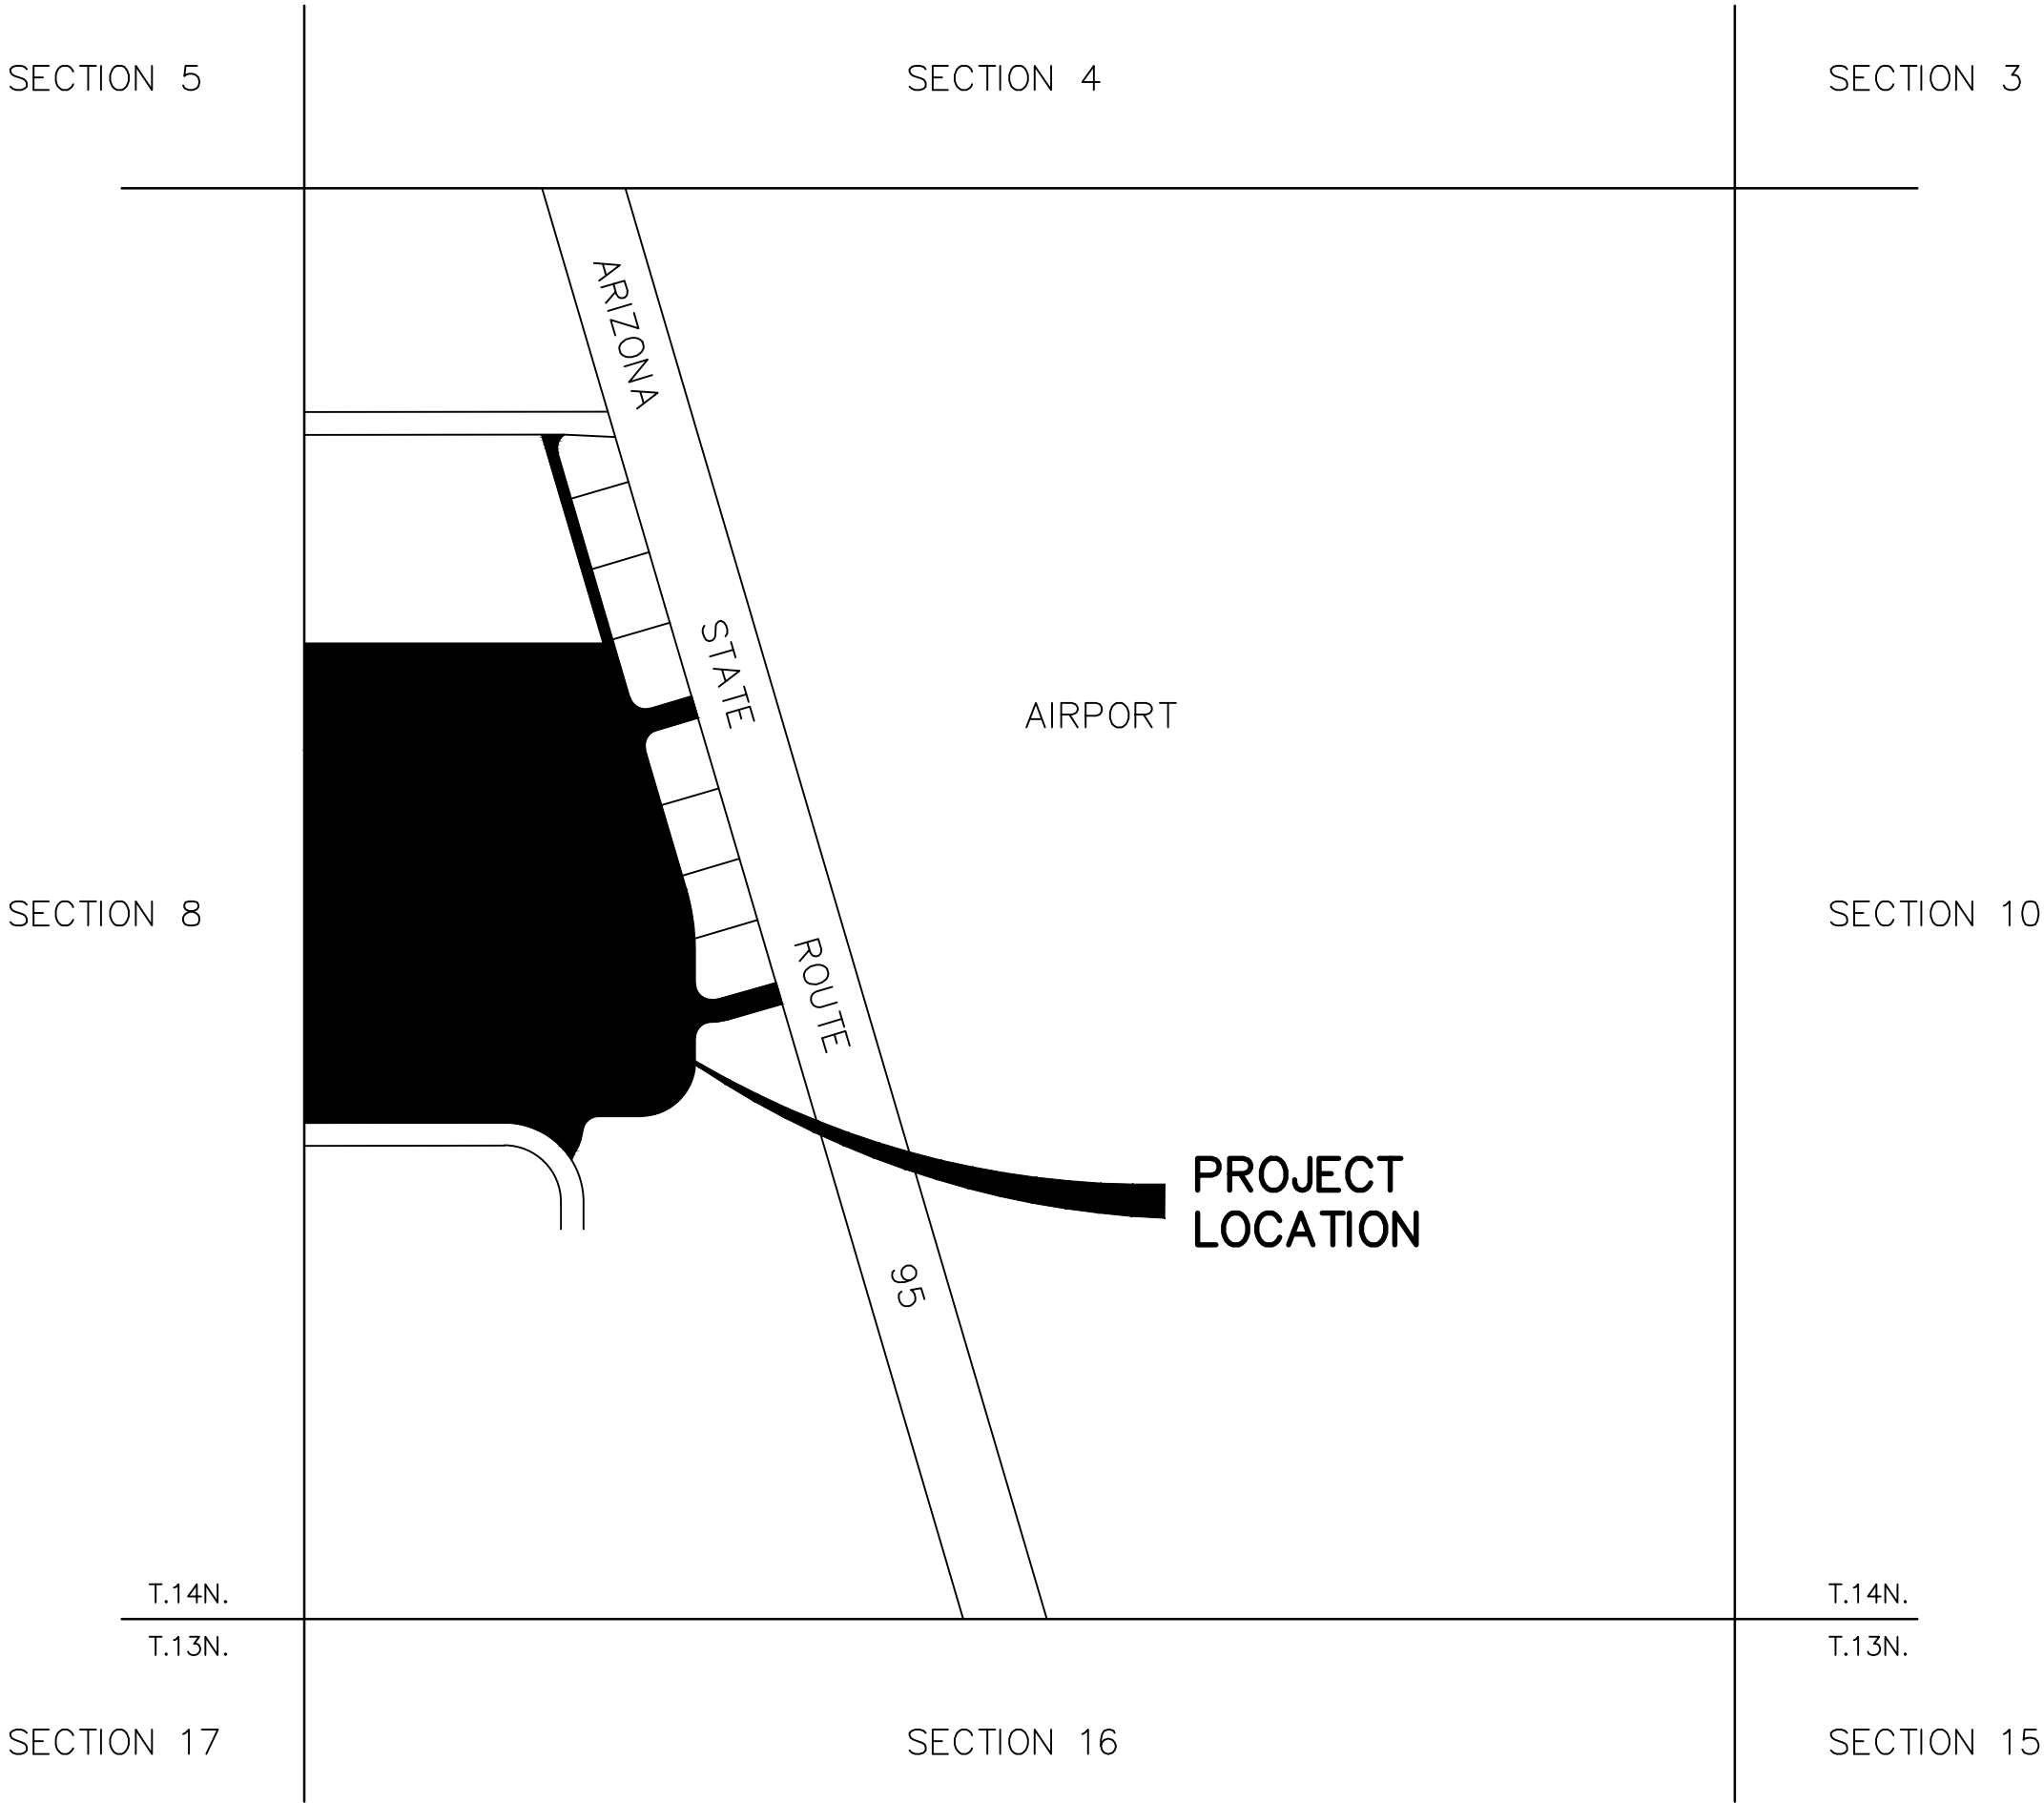 SECTION 5
SECTION 4
SECTION 3
ARIZONA
STATE
ROUTE
95
AIRPORT
SECTION 8
SECTION 10
PROJECT
LOCATION
T.14N.
T.14N.
T.13N.
T.13N.
SECTION 17
SECTION 16
SECTION 15